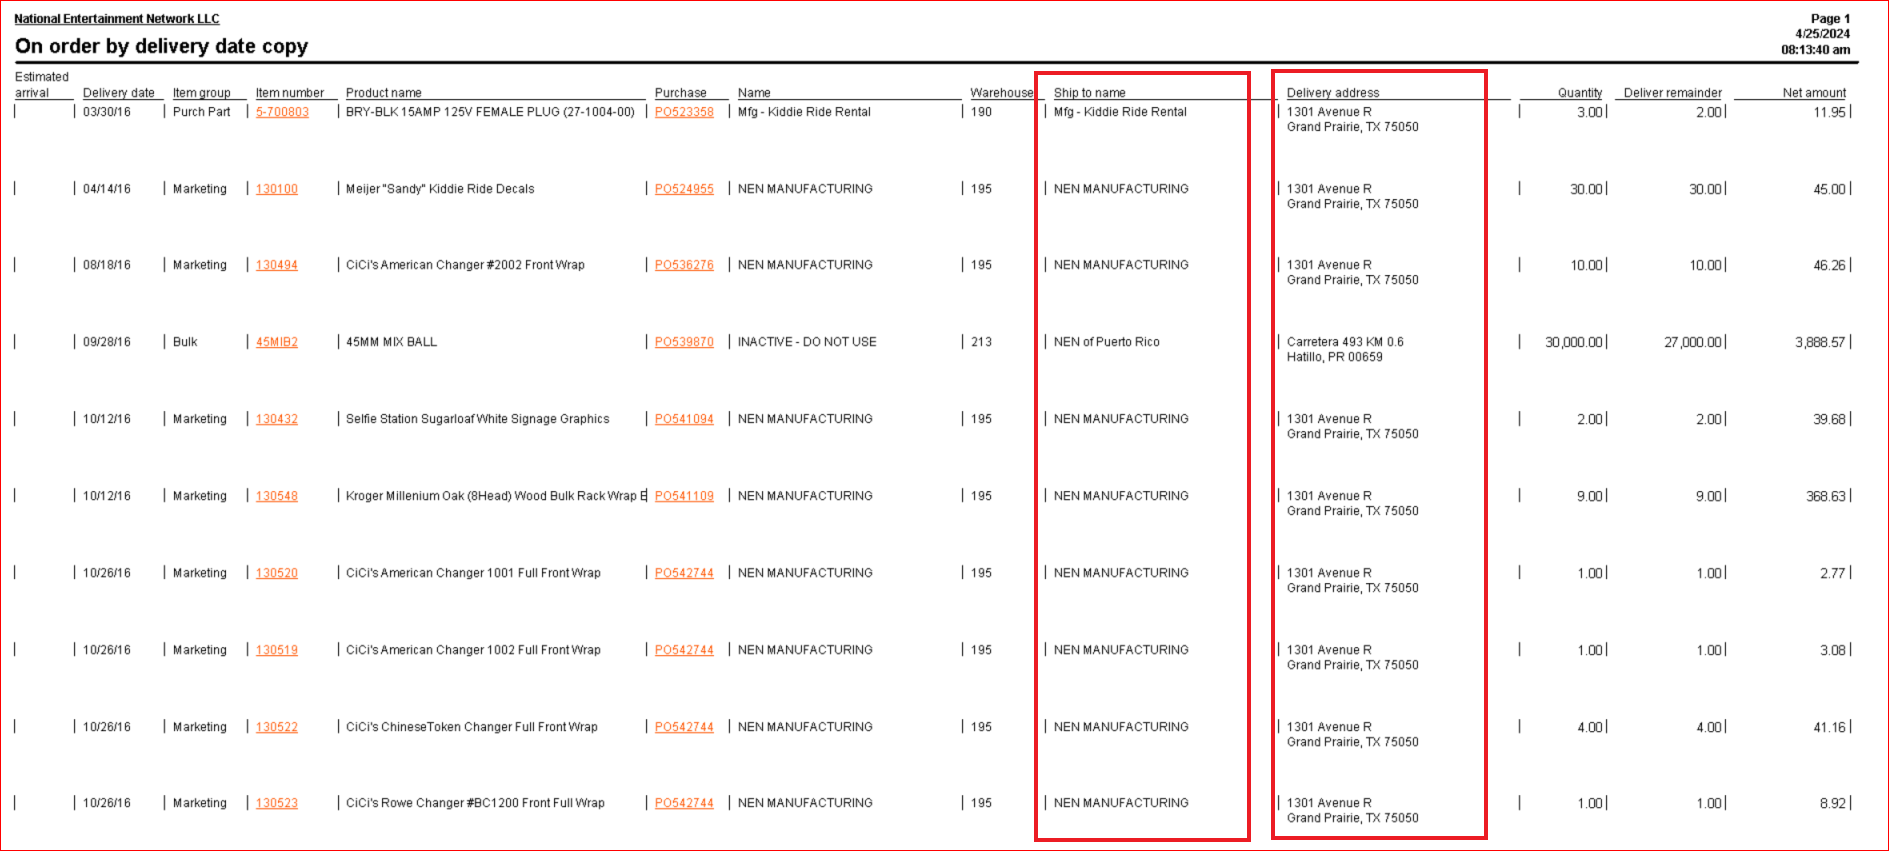 National Entertainment Network LLC
Page 1
On order by delivery date copy
4/25/2024
08:13:40 am
Estimated
arrival Delivery date Item group Item number Product name Purchase Name Warehouse Ship to name Delivery address Quantity Deliver remainder Net amount
03/30/16 Purch Part 5-700803 BRY-BLK 15AMP 125V FEMALE PLUG (27-1004-00) PO523358 Mfg - Kiddie Ride Rental 190 Mfg - Kiddie Ride Rental 1301 Avenue R 3.00 2.00 11.95
Grand Prairie, TX 75050
04/14/16 Marketing 130100 Meijer "Sandy" Kiddie Ride Decals PO524955 NEN MANUFACTURING 195 NEN MANUFACTURING 1301 Avenue R 30.00 30.00 45.00
Grand Prairie, TX 75050
08/18/16 Marketing 130494 CiCi's American Changer #2002 Front Wrap PO536276 NEN MANUFACTURING 195 NEN MANUFACTURING 1301 Avenue R 10.00 10.00 46.26
Grand Prairie, TX 75050
09/28/16 Bulk 45MIB2 45MM MIX BALL PO539870 INACTIVE - DO NOT USE 213 NEN of Puerto Rico Carretera 493 KM 0.6 30,000.00 27,000.00 3,888.57
Hatillo, PR 00659
10/12/16 Marketing 130432 Selfie Station Sugarloaf White Signage Graphics PO541094 NEN MANUFACTURING 195 NEN MANUFACTURING 1301 Avenue R 2.00 2.00 39.68
Grand Prairie, TX 75050
10/12/16 Marketing 130548 Kroger Millenium Oak (8Head) Wood Bulk Rack Wrap E PO541109 NEN MANUFACTURING 195 NEN MANUFACTURING 1301 Avenue R 9.00 9.00 368.63
Grand Prairie, TX 75050
10/26/16 Marketing 130520 CiCi's American Changer 1001 Full Front Wrap PO542744 NEN MANUFACTURING 195 NEN MANUFACTURING 1301 Avenue R 1.00 1.00 2.77
Grand Prairie, TX 75050
10/26/16 Marketing 130519 CiCi's American Changer 1002 Full Front Wrap PO542744 NEN MANUFACTURING 195 NEN MANUFACTURING 1301 Avenue R 1.00 1.00 3.08
Grand Prairie, TX 75050
10/26/16 Marketing 130522 CiCi's ChineseToken Changer Full Front Wrap PO542744 NEN MANUFACTURING 195 NEN MANUFACTURING 1301 Avenue R 4.00 4.00 41.16
Grand Prairie, TX 75050
10/26/16 Marketing 130523 CiCi's Rowe Changer #BC1200 Front Full Wrap PO542744 NEN MANUFACTURING 195 NEN MANUFACTURING 1301 Avenue R 1.00 1.00 8.92
Grand Prairie, TX 75050